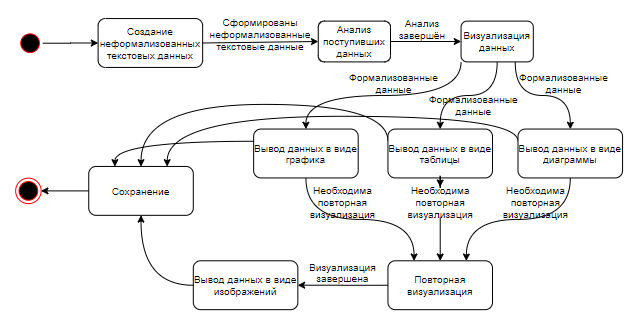 Создание
неформализованных
текстовых данных
Сформированы
неформализованные
текстовые данные
Анализ
поступивших
данных
Анализ
завершён
Визуализация
данных
Формализованные
данные
Формализованные
данные
Формализованные
данные
Вывод данных в виде
графика
Вывод данных в виде
таблицы
Вывод данных в виде
диаграммы
Сохранение
Необходима
повторная
визуализация
Необходима
повторная
визуализация
Необходима
повторная
визуализация
Вывод данных в виде
изображений
Визуализация
завершена
Повторная
визуализация